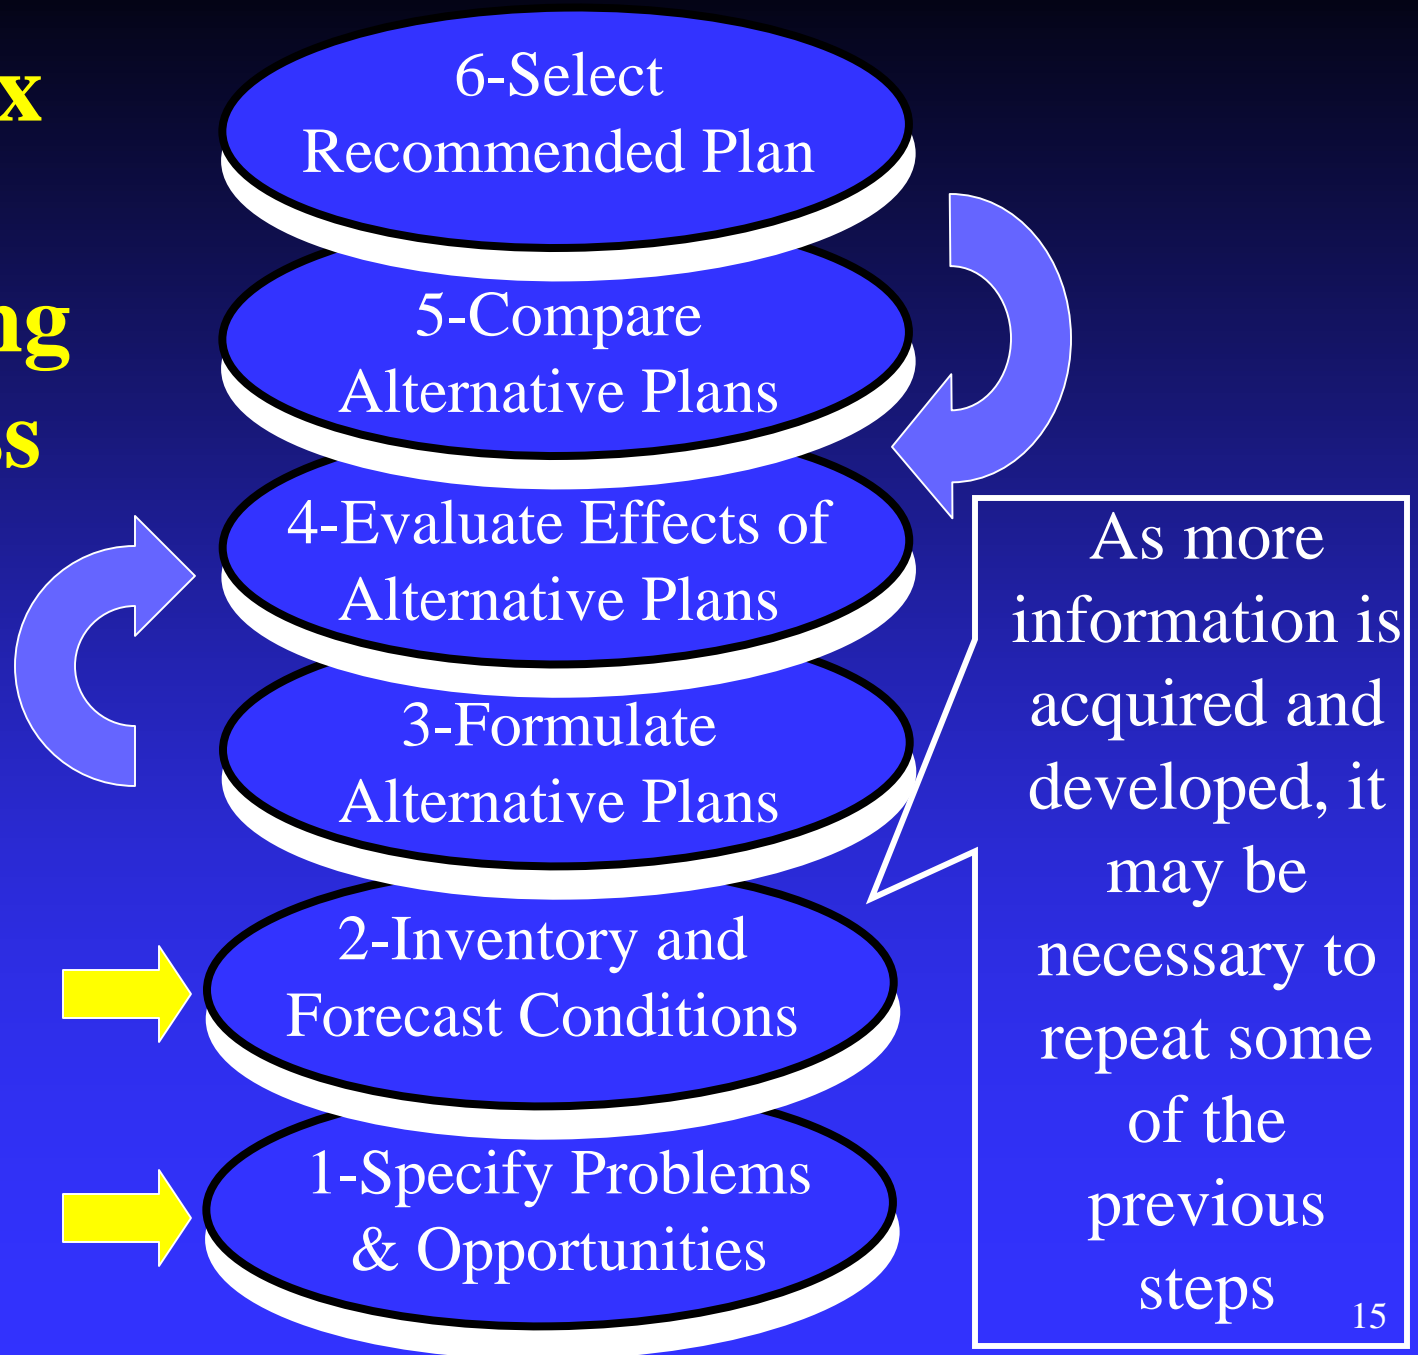 x
ng
ss
6-Select
Recommended Plan
5-Compare
Alternative Plans
4-Evaluate Effects of
Alternative Plans
3-Formulate
Alternative Plans
2-Inventory and
Forecast Conditions
1-Specify Problems
& Opportunities
As more
information is
acquired and
developed, it
may be
necessary to
repeat some
of the
previous
steps
15